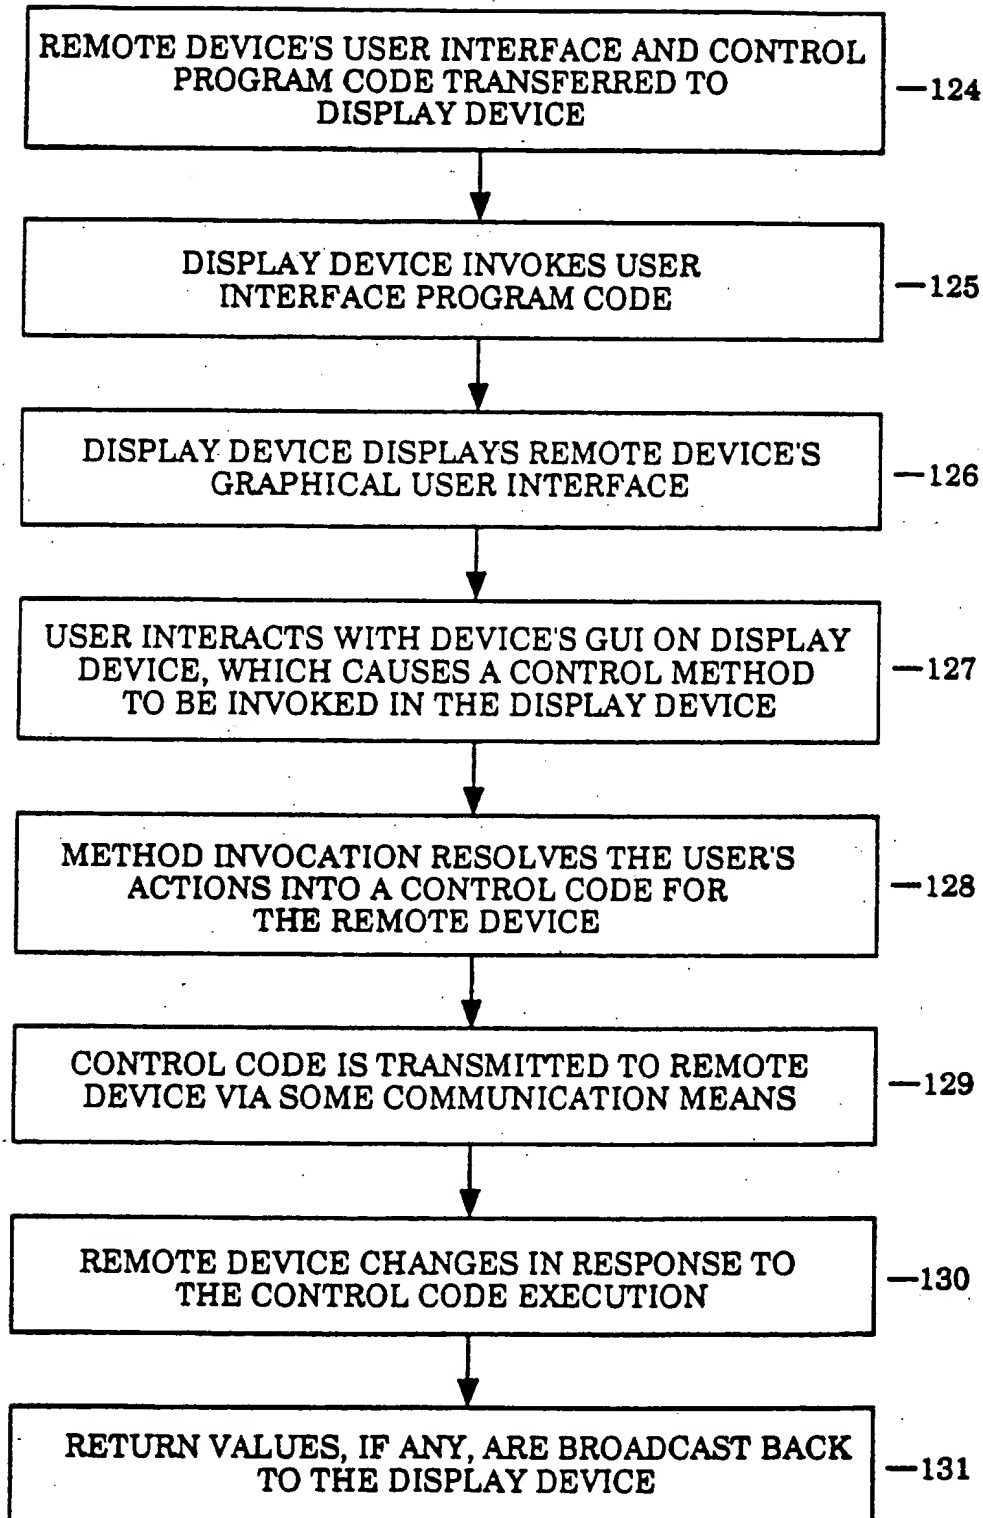 REMOTE DEVICE'S USER INTERFACE AND CONTROL
PROGRAM CODE TRANSFERRED TO
DISPLAY DEVICE
124
DISPLAY DEVICE INVOKES USER
INTERFACE PROGRAM CODE
125
DISPLAY DEVICE DISPLAYS REMOTE DEVICE'S
GRAPHICAL USER INTERFACE
126
USER INTERACTS WITH DEVICE'S GUI ON DISPLAY
DEVICE, WHICH CAUSES A CONTROL METHOD
TO BE INVOKED IN THE DISPLAY DEVICE
127
METHOD INVOCATION RESOLVES THE USER'S
ACTIONS INTO A CONTROL CODE FOR
THE REMOTE DEVICE
128
CONTROL CODE IS TRANSMITTED TO REMOTE
DEVICE VIA SOME COMMUNICATION MEANS
129
REMOTE DEVICE CHANGES IN RESPONSE TO
THE CONTROL CODE EXECUTION
130
RETURN VALUES, IF ANY, ARE BROADCAST BACK
TO THE DISPLAY DEVICE
131